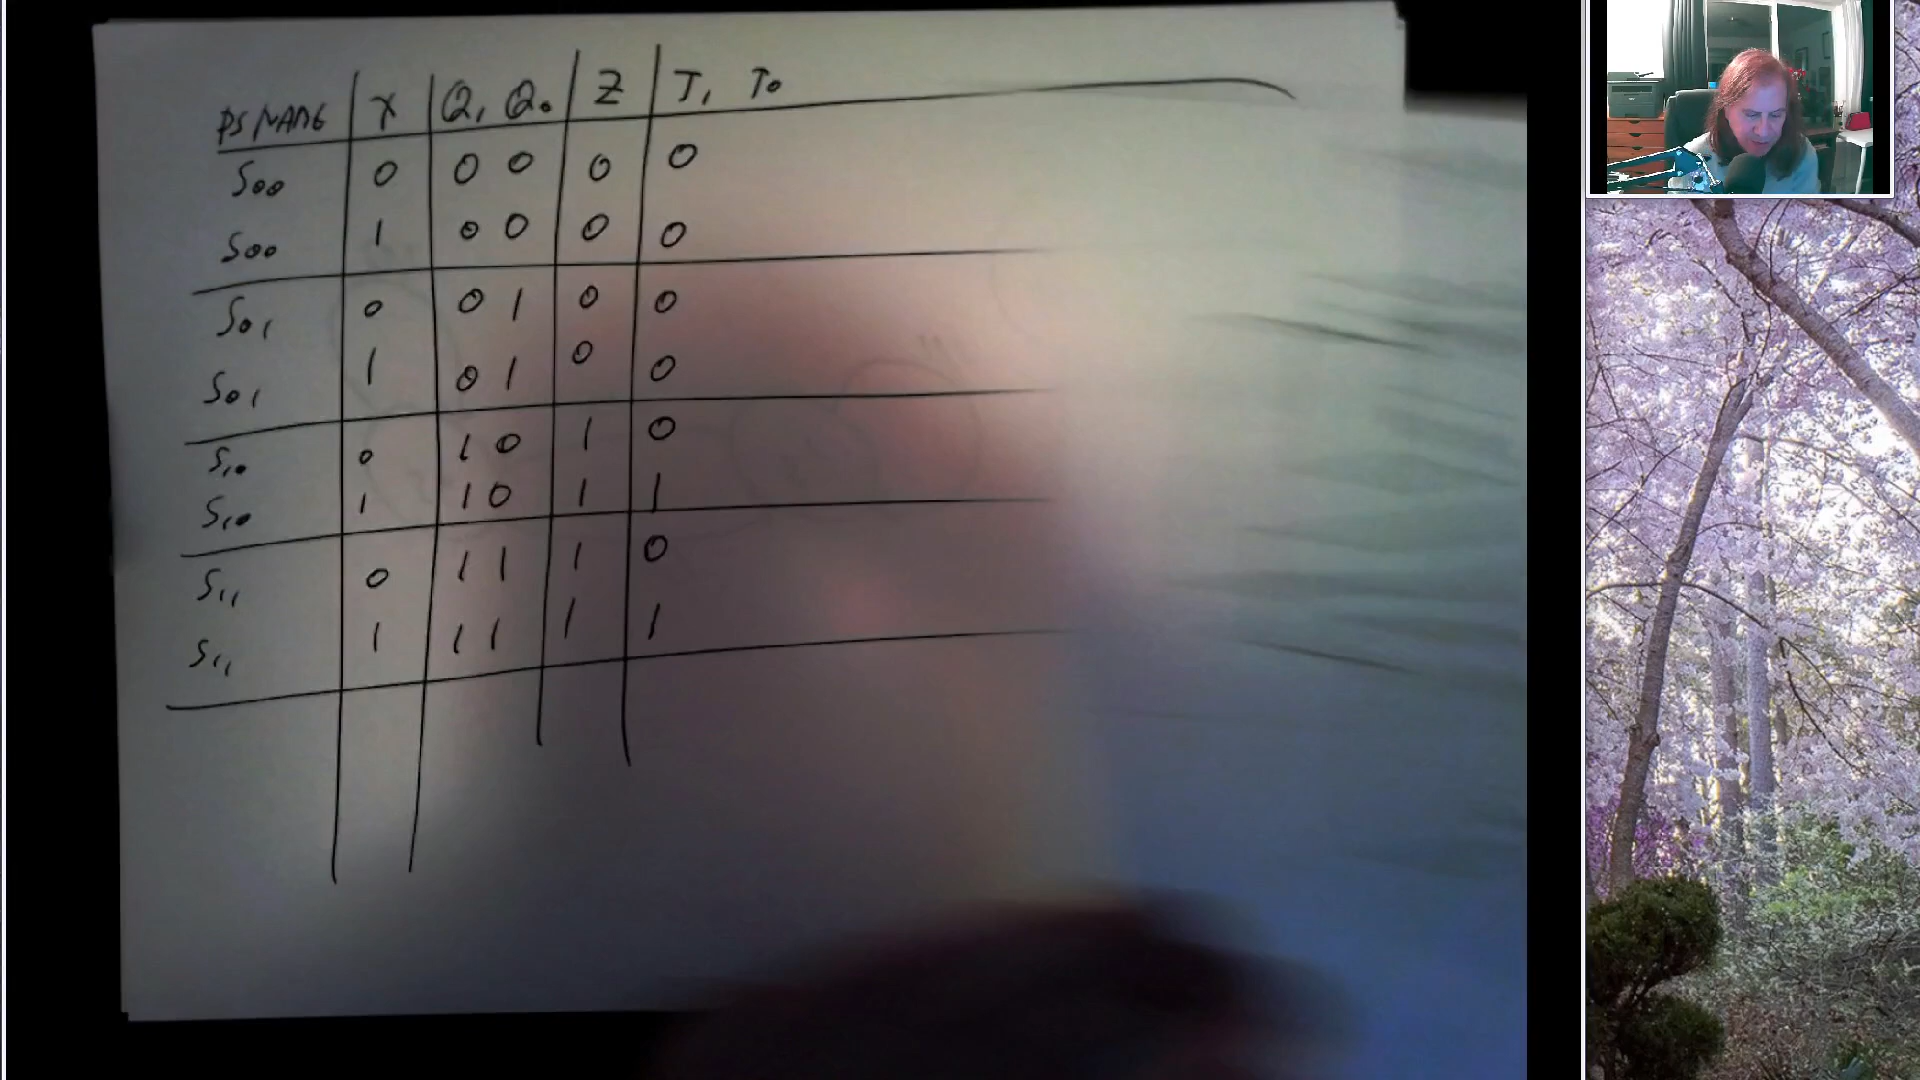 PS NAME X Q1 Q0 Z T1 T0
S00 0 0 0 0 0
S00 1 0 0 0 0
S01 0 0 1 0 0
S01 1 0 1 0 0
S10 0 1 0 1 0
S10 1 1 0 1 1
S11 0 1 1 1 0
S11 1 1 1 1 1